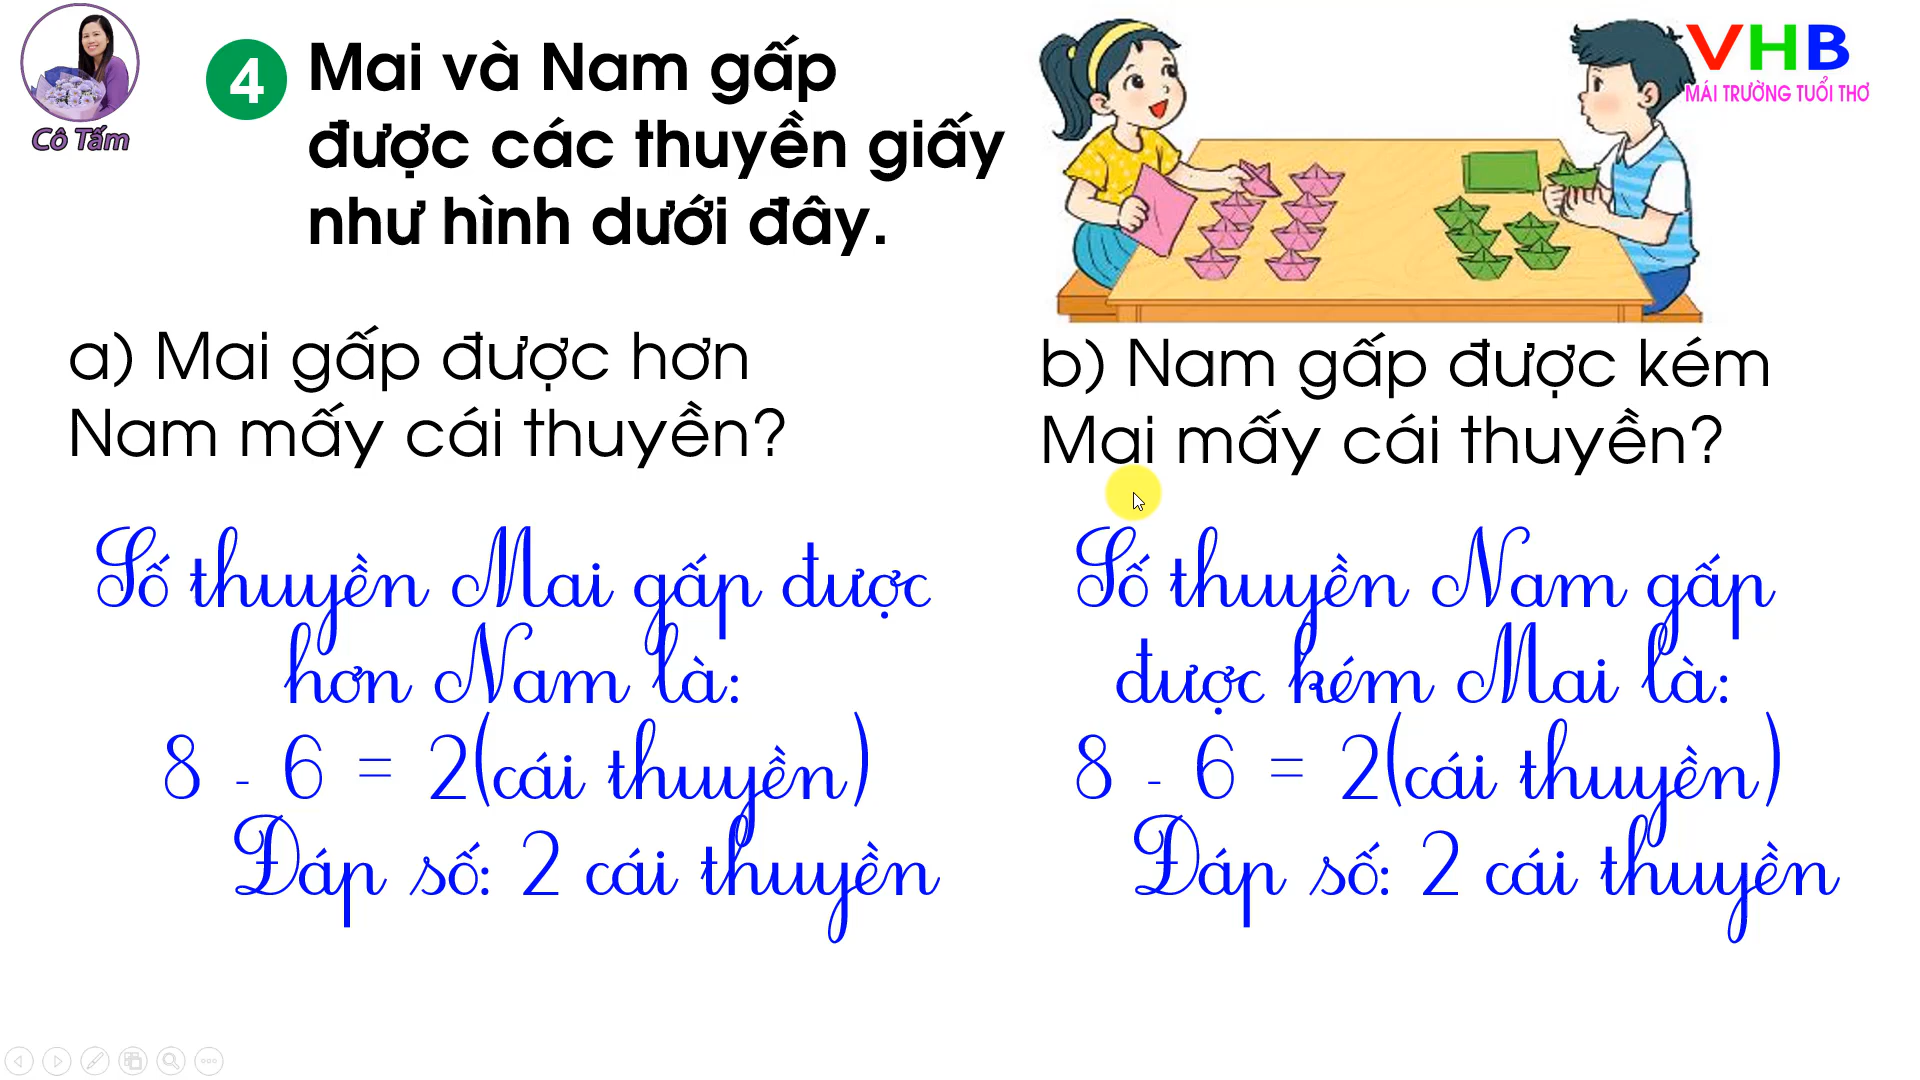 Cô Tấm
4 Mai và Nam gấp
được các thuyền giấy
như hình dưới đây.
VHB
MÁI TRƯỜNG TUỔI THƠ
a) Mai gấp được hơn
Nam mấy cái thuyền?
Số thuyền Mai gấp được
hơn Nam là:
8 - 6 = 2(cái thuyền)
Đáp số: 2 cái thuyền
b) Nam gấp được kém
Mai mấy cái thuyền?
Số thuyền Nam gấp
được kém Mai là:
8 - 6 = 2(cái thuyền)
Đáp số: 2 cái thuyền